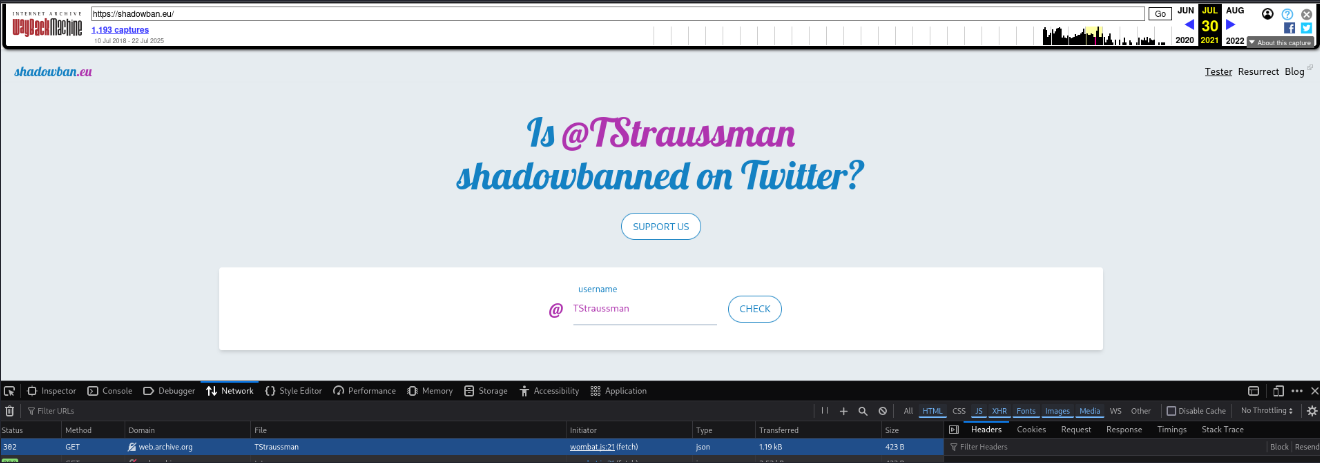 INTERNET ARCHIVE
WayBackMachine
https://shadowban.eu/
Go
JUN JUL AUG
1,193 captures
30
10 Jul 2018 - 22 Jul 2025
2020 2021 2022
About this capture
shadowban.eu
Tester Resurrect Blog
Is @TStraussman
shadowbanned on Twitter?
SUPPORT US
username
@ TStraussman CHECK
Inspector Console Debugger Network Style Editor Performance Memory Storage Accessibility Application
Filter URLs All HTML CSS JS XHR Fonts Images Media WS Other Disable Cache No Throttling
Status Method Domain File Initiator Type Transferred Size Headers Cookies Request Response Timings Stack Trace
302 GET web.archive.org TStraussman wombat.js:21 (fetch) json 1.19 kB 423 B Filter Headers Block Resend